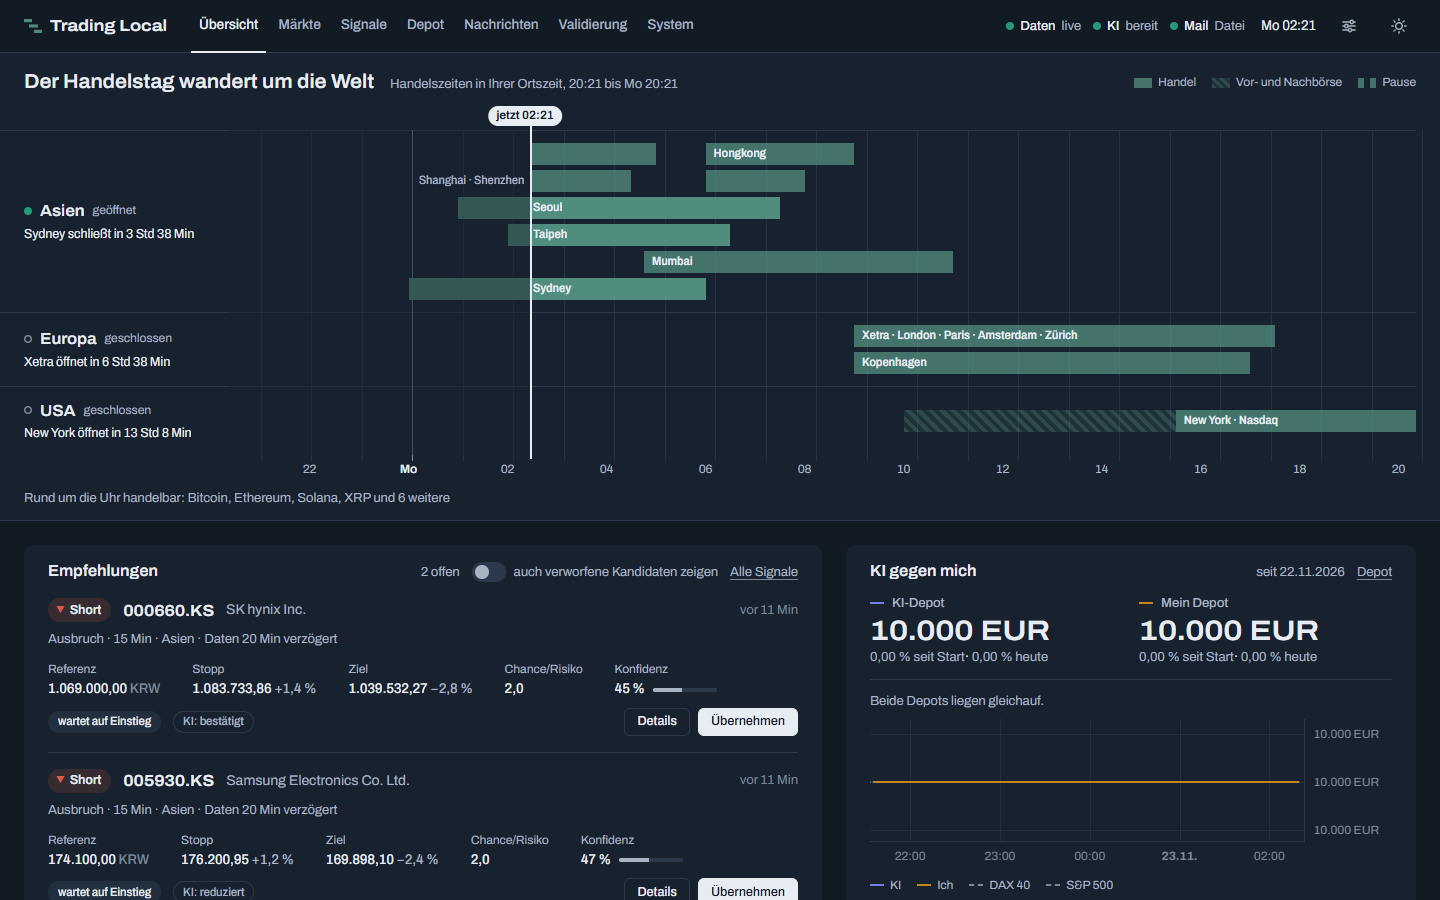 Trading Local
Übersicht Märkte Signale Depot Nachrichten Validierung System
Daten live KI bereit Mail Datei Mo 02:21
Der Handelstag wandert um die Welt
Handelszeiten in Ihrer Ortszeit, 20:21 bis Mo 20:21
Handel Vor- und Nachbörse Pause
jetzt 02:21
Hongkong
Shanghai · Shenzhen
Seoul
Taipeh
Mumbai
Sydney
Asien geöffnet
Sydney schließt in 3 Std 38 Min
Europa geschlossen
Xetra öffnet in 6 Std 38 Min
Xetra · London · Paris · Amsterdam · Zürich
Kopenhagen
USA geschlossen
New York öffnet in 13 Std 8 Min
New York · Nasdaq
22 Mo 02 04 06 08 10 12 14 16 18 20
Rund um die Uhr handelbar: Bitcoin, Ethereum, Solana, XRP und 6 weitere
Empfehlungen
2 offen auch verworfene Kandidaten zeigen Alle Signale
Short 000660.KS SK hynix Inc. vor 11 Min
Ausbruch · 15 Min · Asien · Daten 20 Min verzögert
Referenz Stopp Ziel Chance/Risiko Konfidenz
1.069.000,00 KRW 1.083.733,86 +1,4 % 1.039.532,27 −2,8 % 2,0 45 %
wartet auf Einstieg KI: bestätigt Details Übernehmen
Short 005930.KS Samsung Electronics Co. Ltd. vor 11 Min
Ausbruch · 15 Min · Asien · Daten 20 Min verzögert
Referenz Stopp Ziel Chance/Risiko Konfidenz
174.100,00 KRW 176.200,95 +1,2 % 169.898,10 −2,4 % 2,0 47 %
wartet auf Einstieg KI: reduziert Details Übernehmen
KI gegen mich
seit 22.11.2026 Depot
KI-Depot Mein Depot
10.000 EUR 10.000 EUR
0,00 % seit Start · 0,00 % heute 0,00 % seit Start · 0,00 % heute
Beide Depots liegen gleichauf.
10.000 EUR
10.000 EUR
10.000 EUR
22:00 23:00 00:00 23.11. 02:00
KI Ich DAX 40 S&P 500